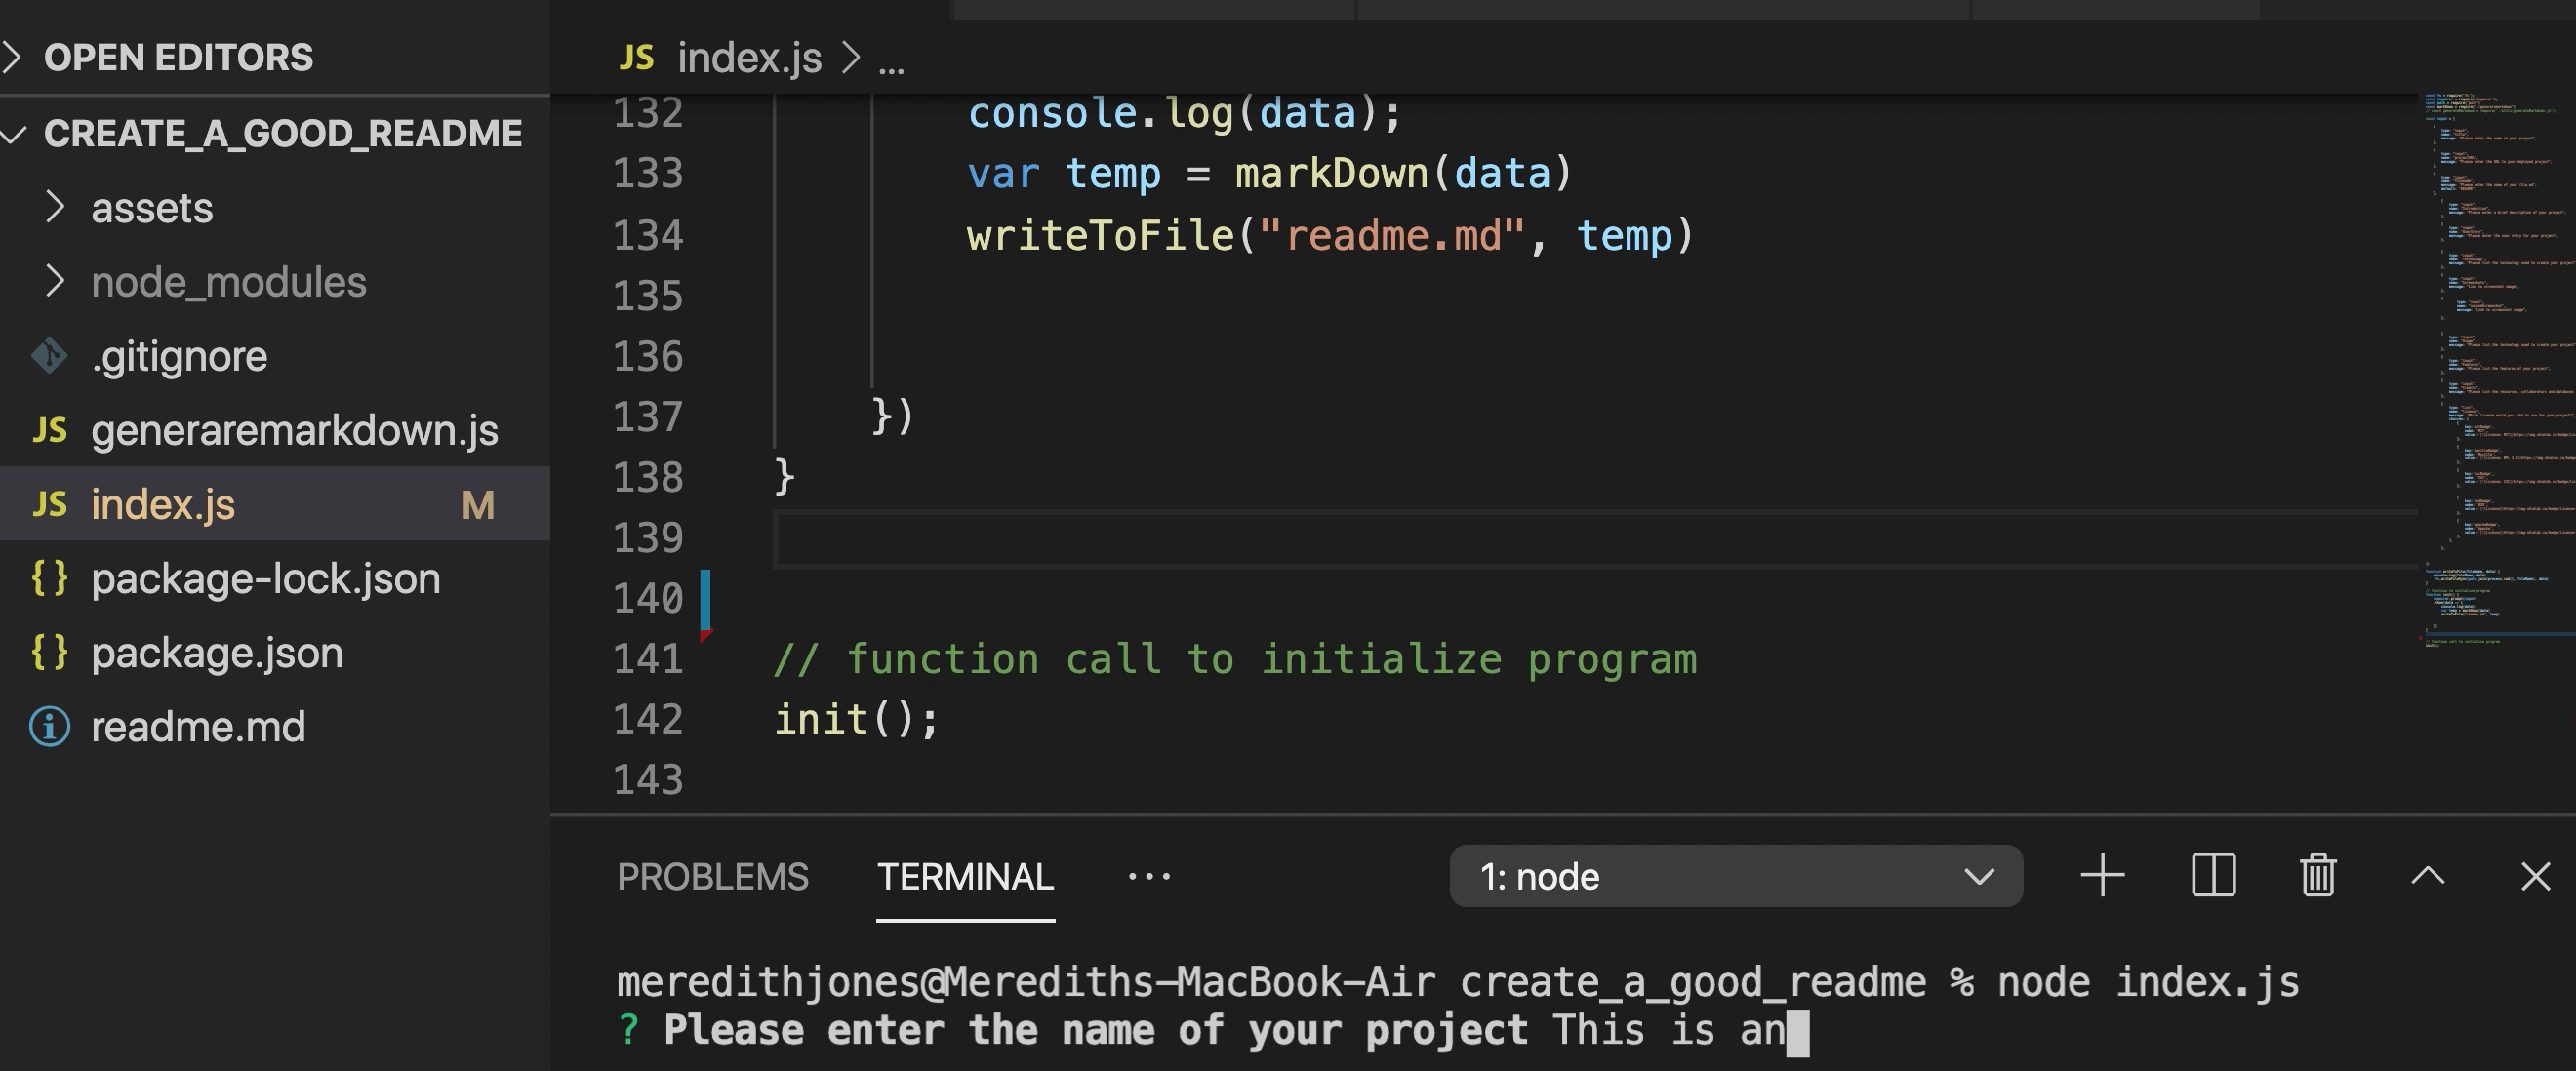 OPEN EDITORS
CREATE_A_GOOD_README
assets
node_modules
.gitignore
JS generaremarkdown.js
JS index.js M
{} package-lock.json
{} package.json
readme.md
JS index.js > ...
132 console.log(data);
133 var temp = markDown(data)
134 writeToFile("readme.md", temp)
135
136
137 })
138 }
139
140
141 // function call to initialize program
142 init();
143
PROBLEMS TERMINAL ...
1: node
meredithjones@Merediths-MacBook-Air create_a_good_readme % node index.js
? Please enter the name of your project This is an